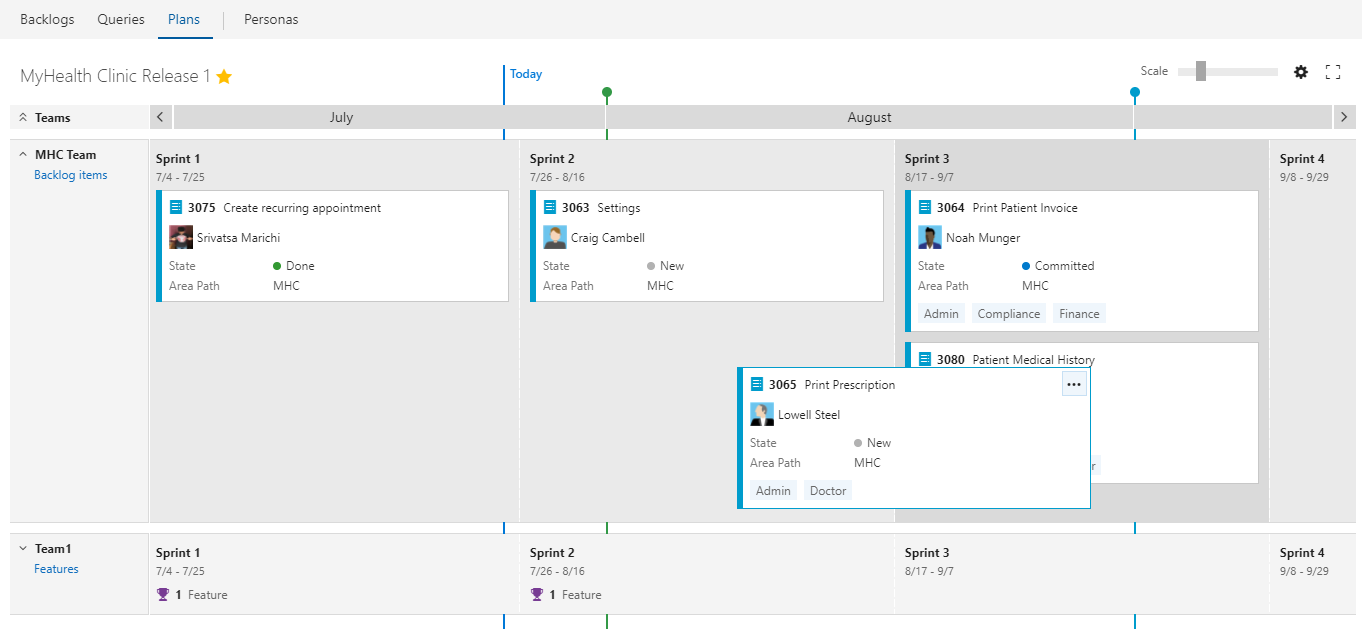 Backlogs Queries Plans Personas
MyHealth Clinic Release 1
Today
Scale
Teams
July
August
MHC Team
Backlog items
Sprint 1
7/4 - 7/25
3075 Create recurring appointment
Srivatsa Marichi
State Done
Area Path MHC
Sprint 2
7/26 - 8/16
3063 Settings
Craig Cambell
State New
Area Path MHC
Sprint 3
8/17 - 9/7
3064 Print Patient Invoice
Noah Munger
State Committed
Area Path MHC
Admin Compliance Finance
3080 Patient Medical History
3065 Print Prescription
Lowell Steel
State New
Area Path MHC
Admin Doctor
r
Sprint 4
9/8 - 9/29
Team1
Features
Sprint 1
7/4 - 7/25
1 Feature
Sprint 2
7/26 - 8/16
1 Feature
Sprint 3
8/17 - 9/7
Sprint 4
9/8 - 9/29